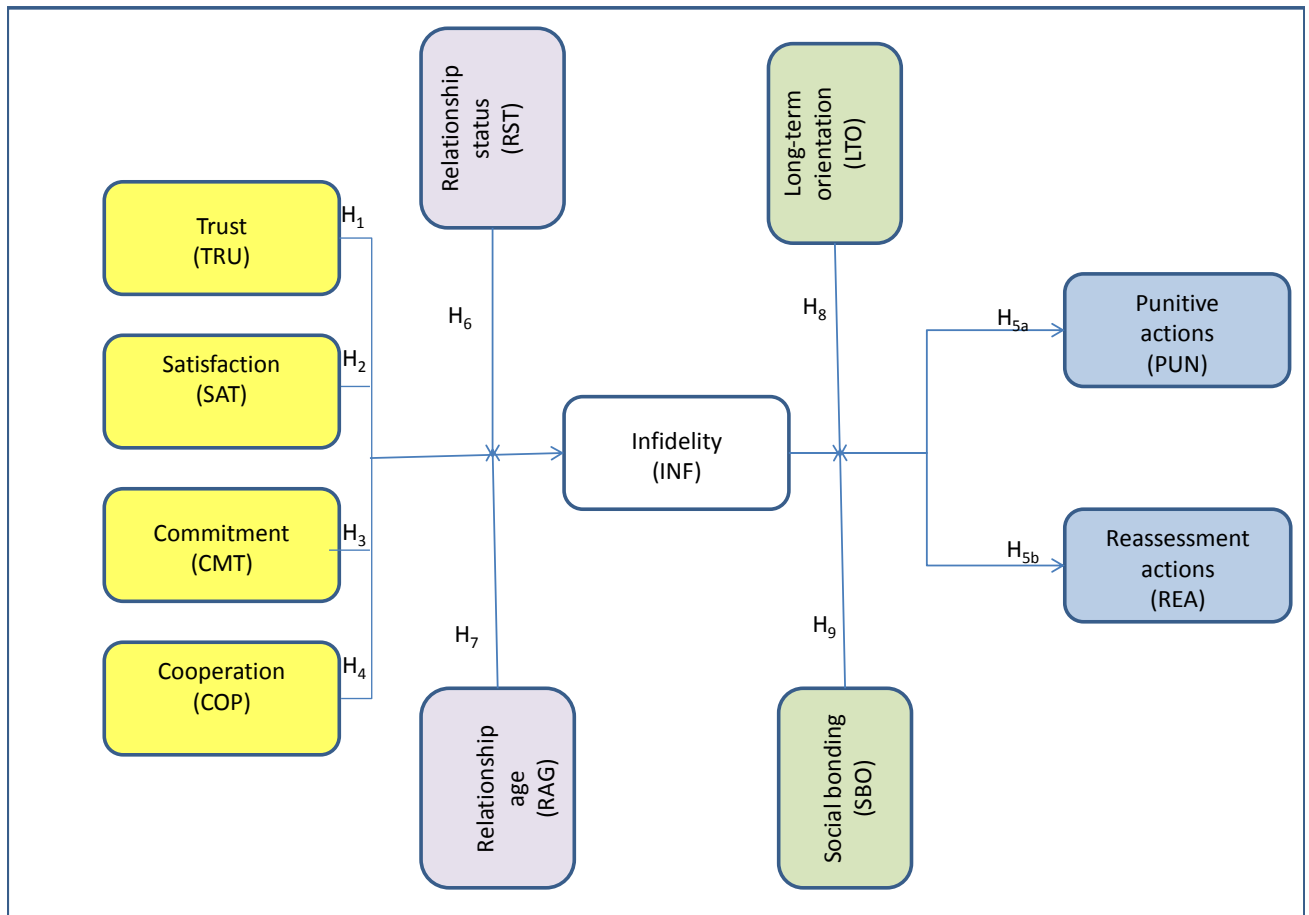 Relationship
status
(RST)
Long-term
orientation
(LTO)
Trust
(TRU)
H₁
Satisfaction
(SAT)
H₂
Commitment
(CMT)
H₃
Cooperation
(COP)
H₄
H₆
H₇
Relationship
age
(RAG)
Infidelity
(INF)
H₈
H₉
Social bonding
(SBO)
H₅ₐ
Punitive
actions
(PUN)
H5b
Reassessment
actions
(REA)